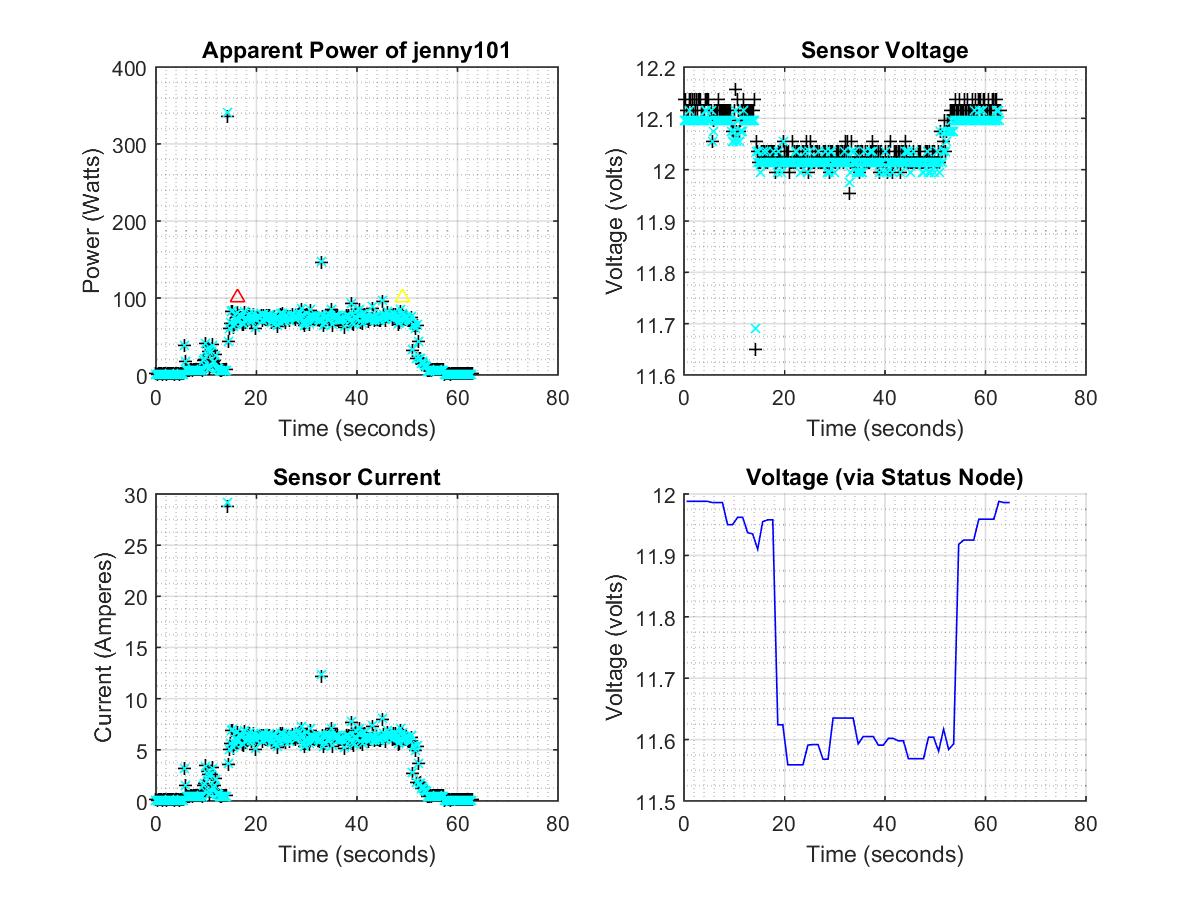 Apparent Power of jenny101
400
300
200
100
0
Power (Watts)
0 20 40 60 80
Time (seconds)
Sensor Voltage
12.2
12.1
12
11.9
11.8
11.7
11.6
Voltage (volts)
0 20 40 60 80
Time (seconds)
Sensor Current
30
25
20
15
10
5
0
Current (Amperes)
0 20 40 60 80
Time (seconds)
Voltage (via Status Node)
12
11.9
11.8
11.7
11.6
11.5
Voltage (volts)
0 20 40 60 80
Time (seconds)